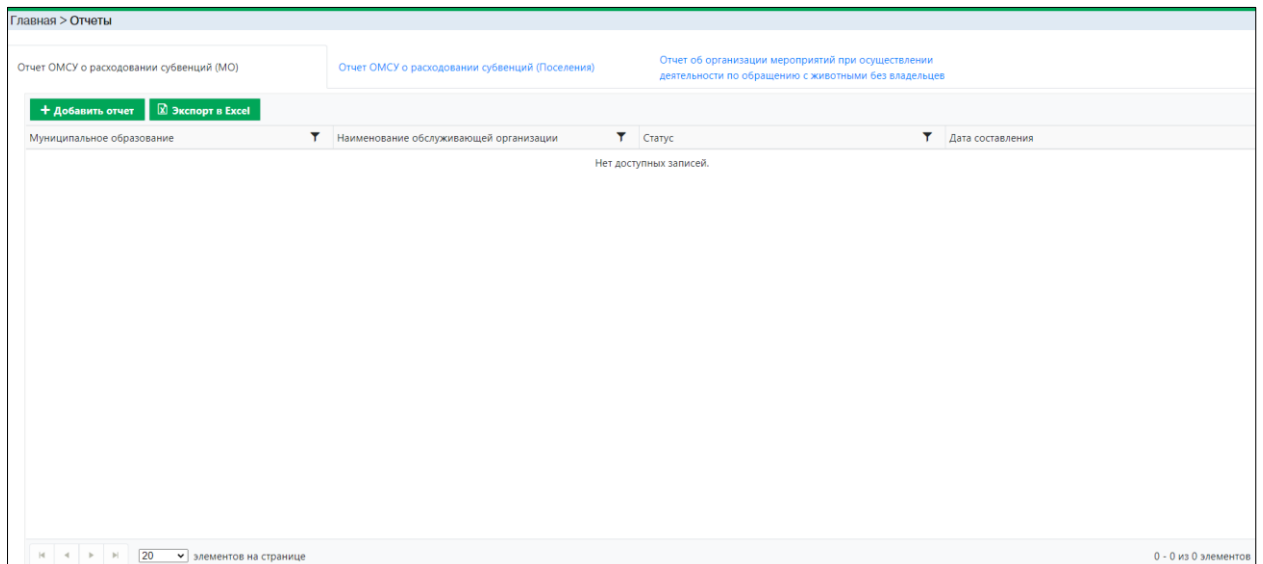 Главная > Отчеты
Отчет ОМСУ о расходовании субвенций (МО)
Отчет ОМСУ о расходовании субвенций (Поселения)
Отчет об организации мероприятий при осуществлении
деятельности по обращению с животными без владельцев
+ Добавить отчет
Экспорт в Excel
Муниципальное образование
Наименование обслуживающей организации
Статус
Дата составления
Нет доступных записей.
20 элементов на странице
0 - 0 из 0 элементов